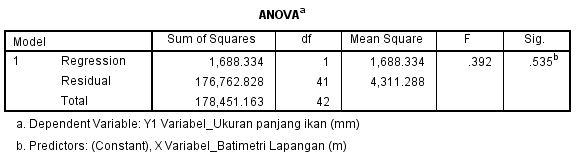 ANOVAa
Model Sum of Squares df Mean Square F Sig.
1 Regression 1,688.334 1 1,688.334 .392 .535b
Residual 176,762.828 41 4,311.288
Total 178,451.163 42
a. Dependent Variable: Y1 Variabel_Ukuran panjang ikan (mm)
b. Predictors: (Constant), X Variabel_Batimetri Lapangan (m)